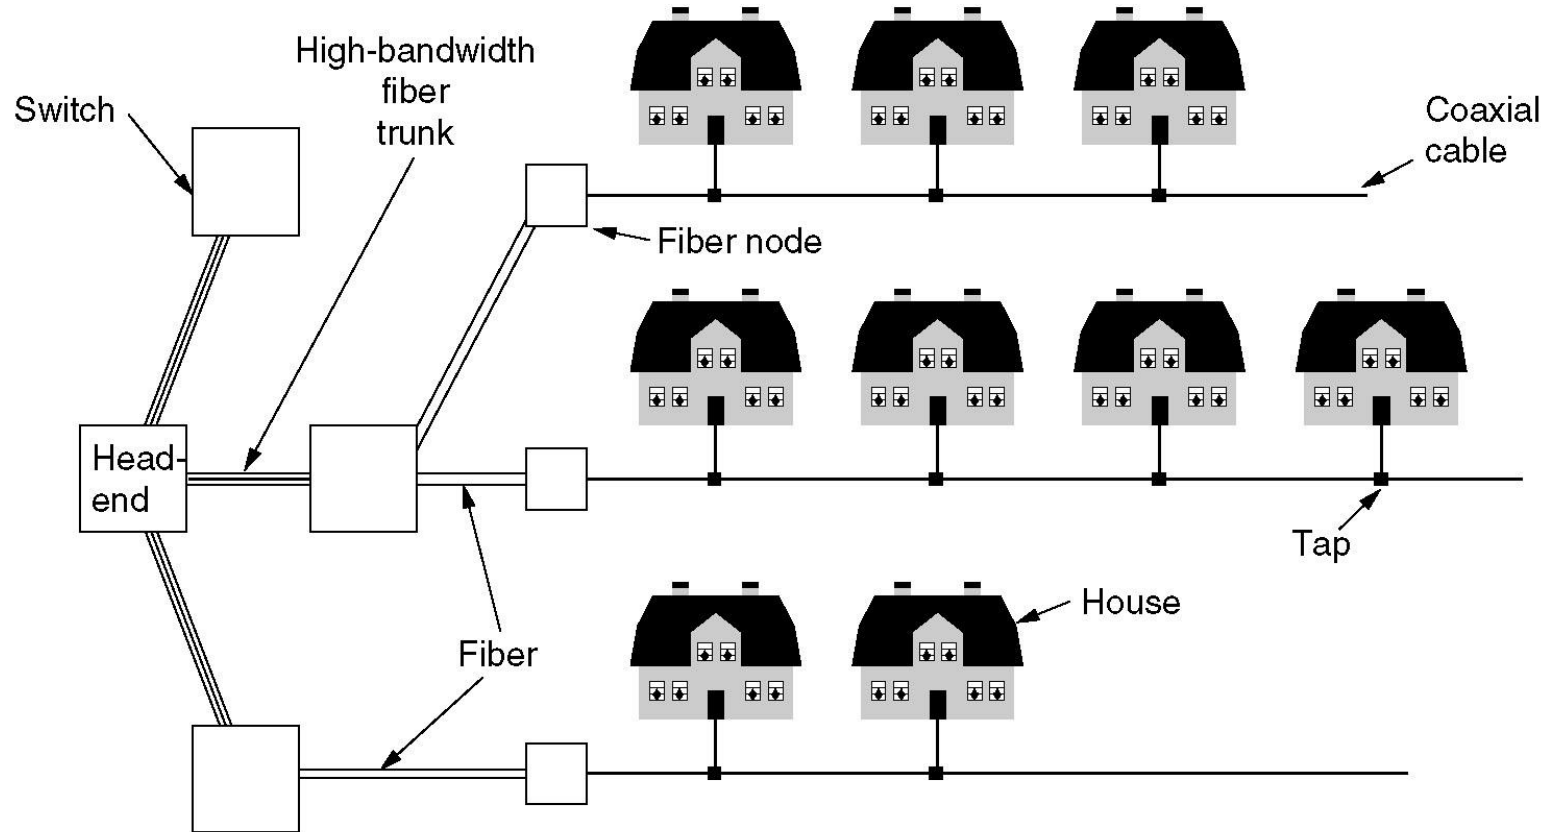 High-bandwidth
fiber
trunk
Switch
Coaxial
cable
Fiber node
Head-
end
Tap
House
Fiber